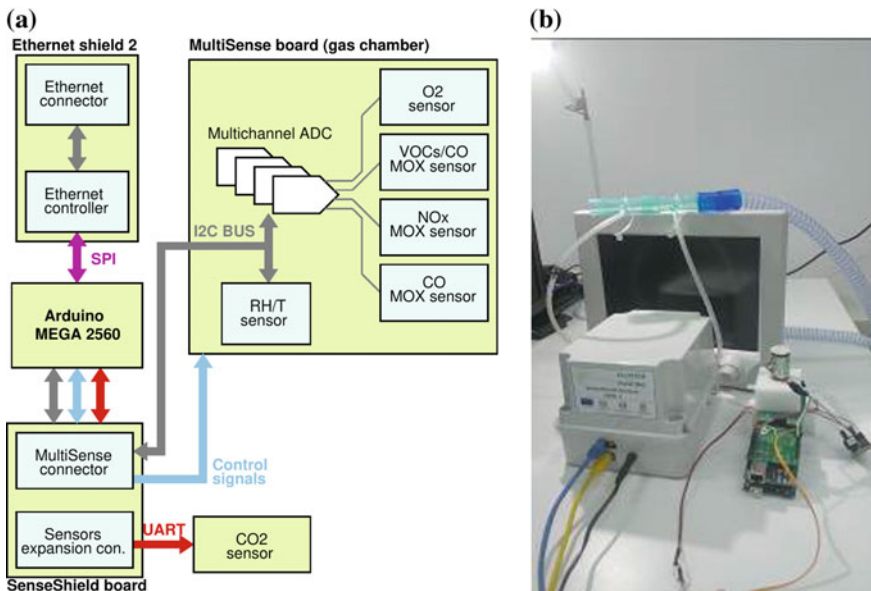 (a)
Ethernet shield 2
Ethernet
connector
Ethernet
controller
SPI
Arduino
MEGA 2560
MultiSense
connector
Sensors
expansion con.
SenseShield board
MultiSense board (gas chamber)
Multichannel ADC
O2
sensor
VOCs/CO
MOX sensor
NOx
MOX sensor
CO
MOX sensor
I2C BUS
RH/T
sensor
Control
signals
UART
CO2
sensor
(b)